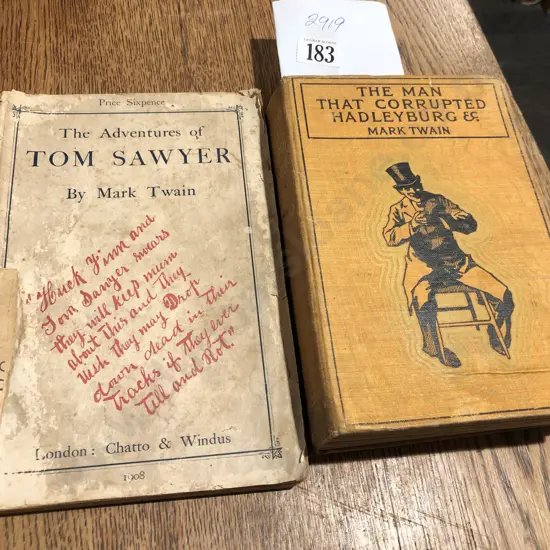 2919
183
Price Sixpence
The Adventures of
TOM SAWYER
By Mark Twain
"Huck Finn and
Tom Sawyer swears
they will keep mum
about This and They
Wish They may Drop
down dead in Their
Tracks if They ever
Tell and Rot"
London: Chatto & Windus
1908
THE MAN
THAT CORRUPTED
HADLEYBURG &c
MARK TWAIN